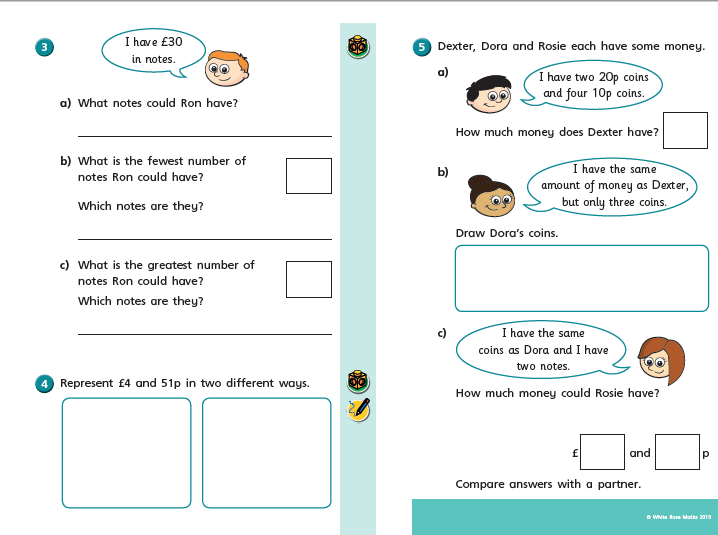 3
I have £30
in notes.
a) What notes could Ron have?
b) What is the fewest number of
notes Ron could have?
Which notes are they?
c) What is the greatest number of
notes Ron could have?
Which notes are they?
4 Represent £4 and 51p in two different ways.
5 Dexter, Dora and Rosie each have some money.
a)
I have two 20p coins
and four 10p coins.
How much money does Dexter have?
b)
I have the same
amount of money as Dexter,
but only three coins.
Draw Dora's coins.
c)
I have the same
coins as Dora and I have
two notes.
How much money could Rosie have?
£ and p
Compare answers with a partner.
© White Rose Maths 2019